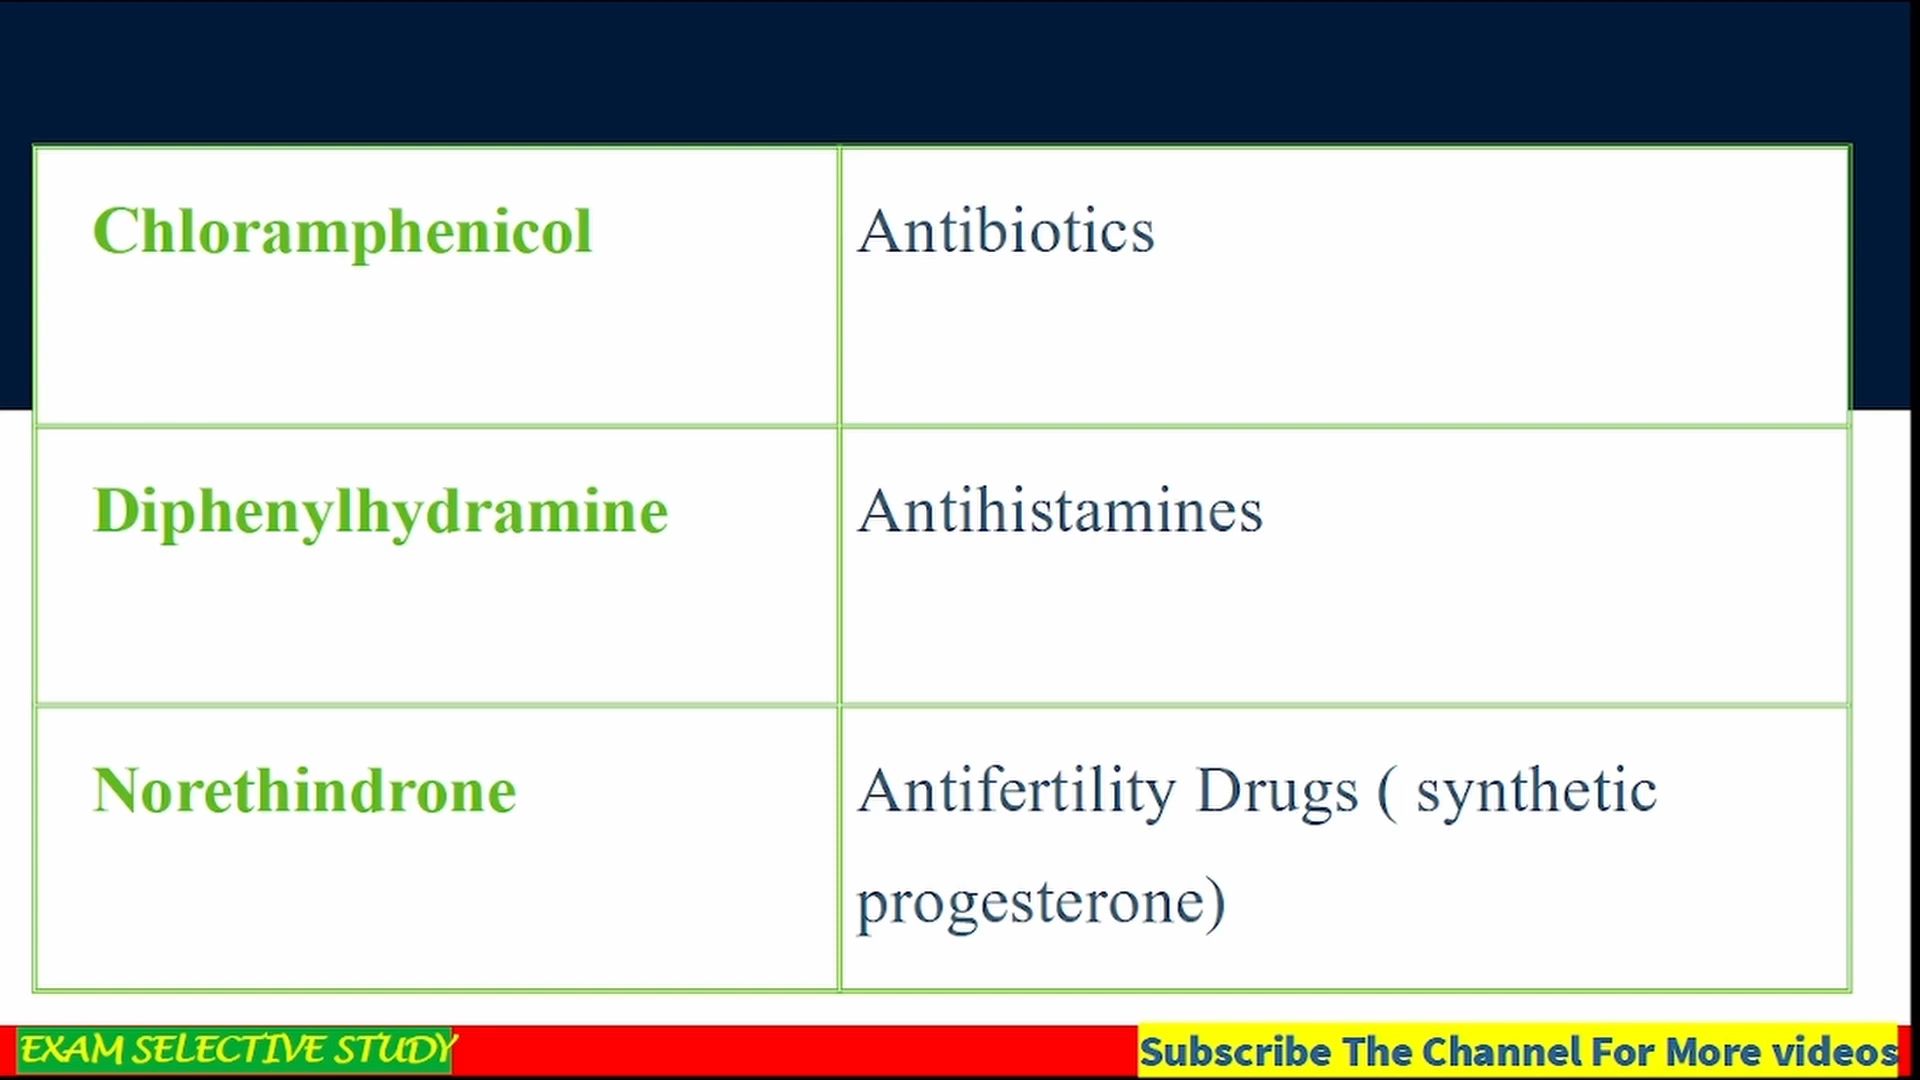 Chloramphenicol
Antibiotics
Diphenylhydramine
Antihistamines
Norethindrone
Antifertility Drugs ( synthetic
progesterone)
EXAM SELECTIVE STUDY
Subscribe The Channel For More videos